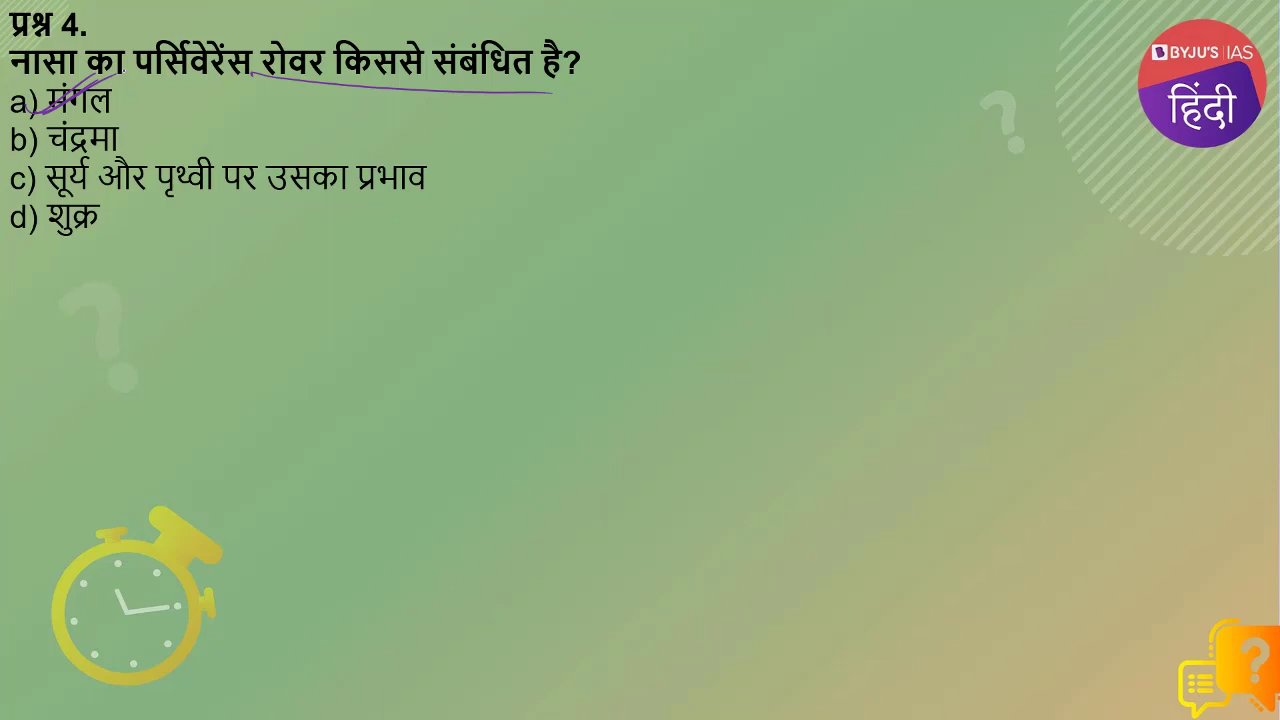 प्रश्न 4.
नासा का पर्सिवेरेंस रोवर किससे संबंधित है?
a) मंगल
b) चंद्रमा
c) सूर्य और पृथ्वी पर उसका प्रभाव
d) शुक्र
BYJU'S IAS
हिंदी